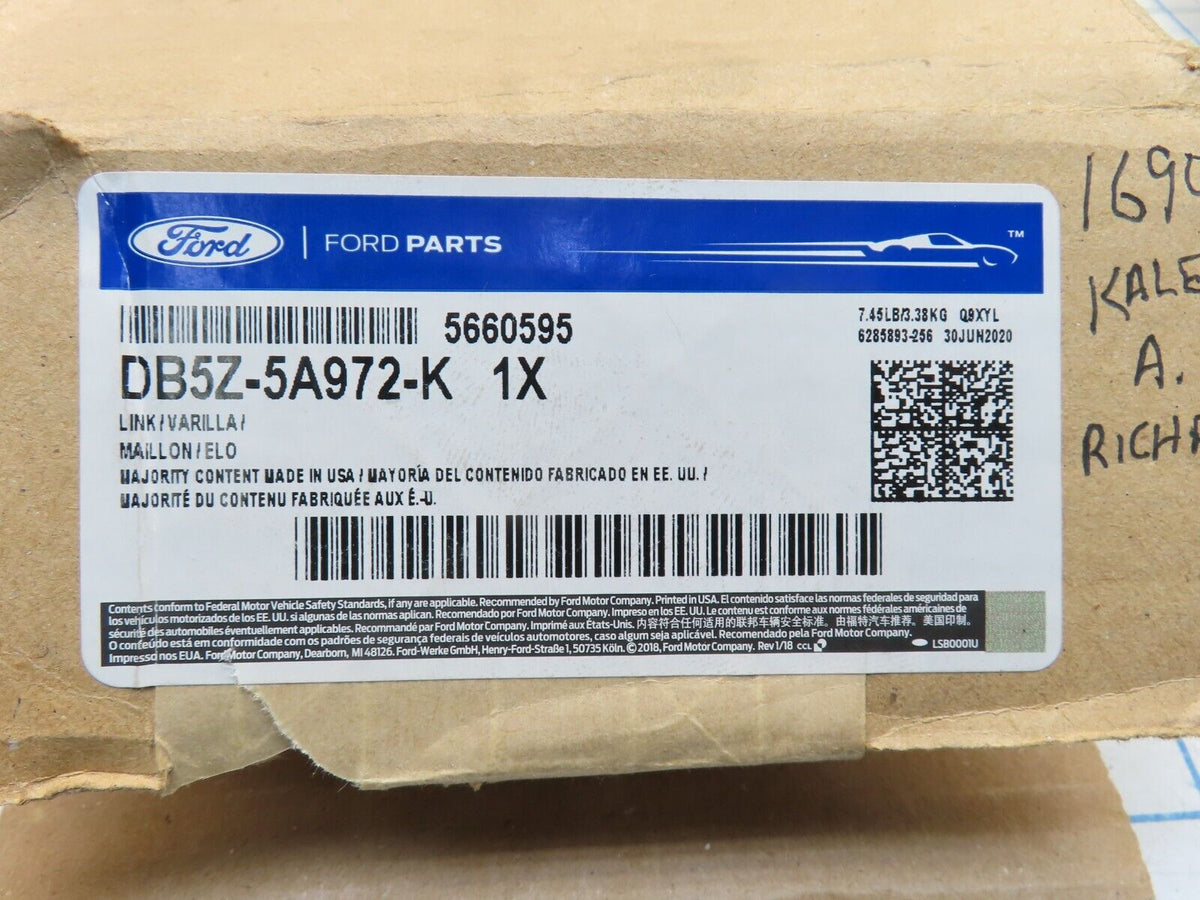 Ford | FORD PARTS ™
5660595
7.45LB/3.38KG Q9XYL
6285893-256 30JUN2020
DB5Z-5A972-K 1X
LINK/VARILLA/
MAILLON/ELO
MAJORITY CONTENT MADE IN USA / MAYORÍA DEL CONTENIDO FABRICADO EN EE. UU. /
MAJORITÉ DU CONTENU FABRIQUÉE AUX É.-U.
Contents conform to Federal Motor Vehicle Safety Standards, if any are applicable. Recommended by Ford Motor Company. Printed in USA. El contenido satisface las normas federales de seguridad para
los vehículos motorizados de los EE. UU. si algunas de las normas aplican. Recomendado por Ford Motor Company. Impreso en los EE. UU. Le contenu est conforme aux normes fédérales américaines de
sécurité des automobiles éventuellement applicables. Recommandé par Ford Motor Company. Imprimé aux États-Unis. 内容符合任何适用的联邦车辆安全标准。由福特汽车推荐。美国印制。
O conteúdo está em conformidade com os padrões de segurança federais de veículos automotores, caso algum seja aplicável. Recomendado pela Ford Motor Company.
Impresso nos EUA. Ford Motor Company, Dearborn, MI 48126. Ford-Werke GmbH, Henry-Ford-Straße 1, 50735 Köln. © 2018, Ford Motor Company. Rev 1/18 CCL LSB0001U
169
KALE
A.
RICHA